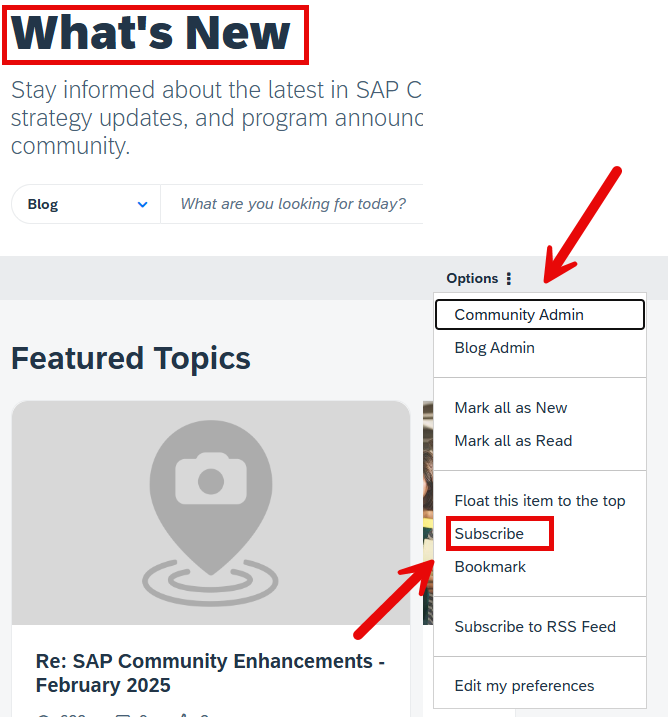 What's New
Stay informed about the latest in SAP C
strategy updates, and program announc
community.
Blog
What are you looking for today?
Options
Community Admin
Blog Admin
Mark all as New
Mark all as Read
Float this item to the top
Subscribe
Bookmark
Subscribe to RSS Feed
Edit my preferences
Featured Topics
Re: SAP Community Enhancements -
February 2025